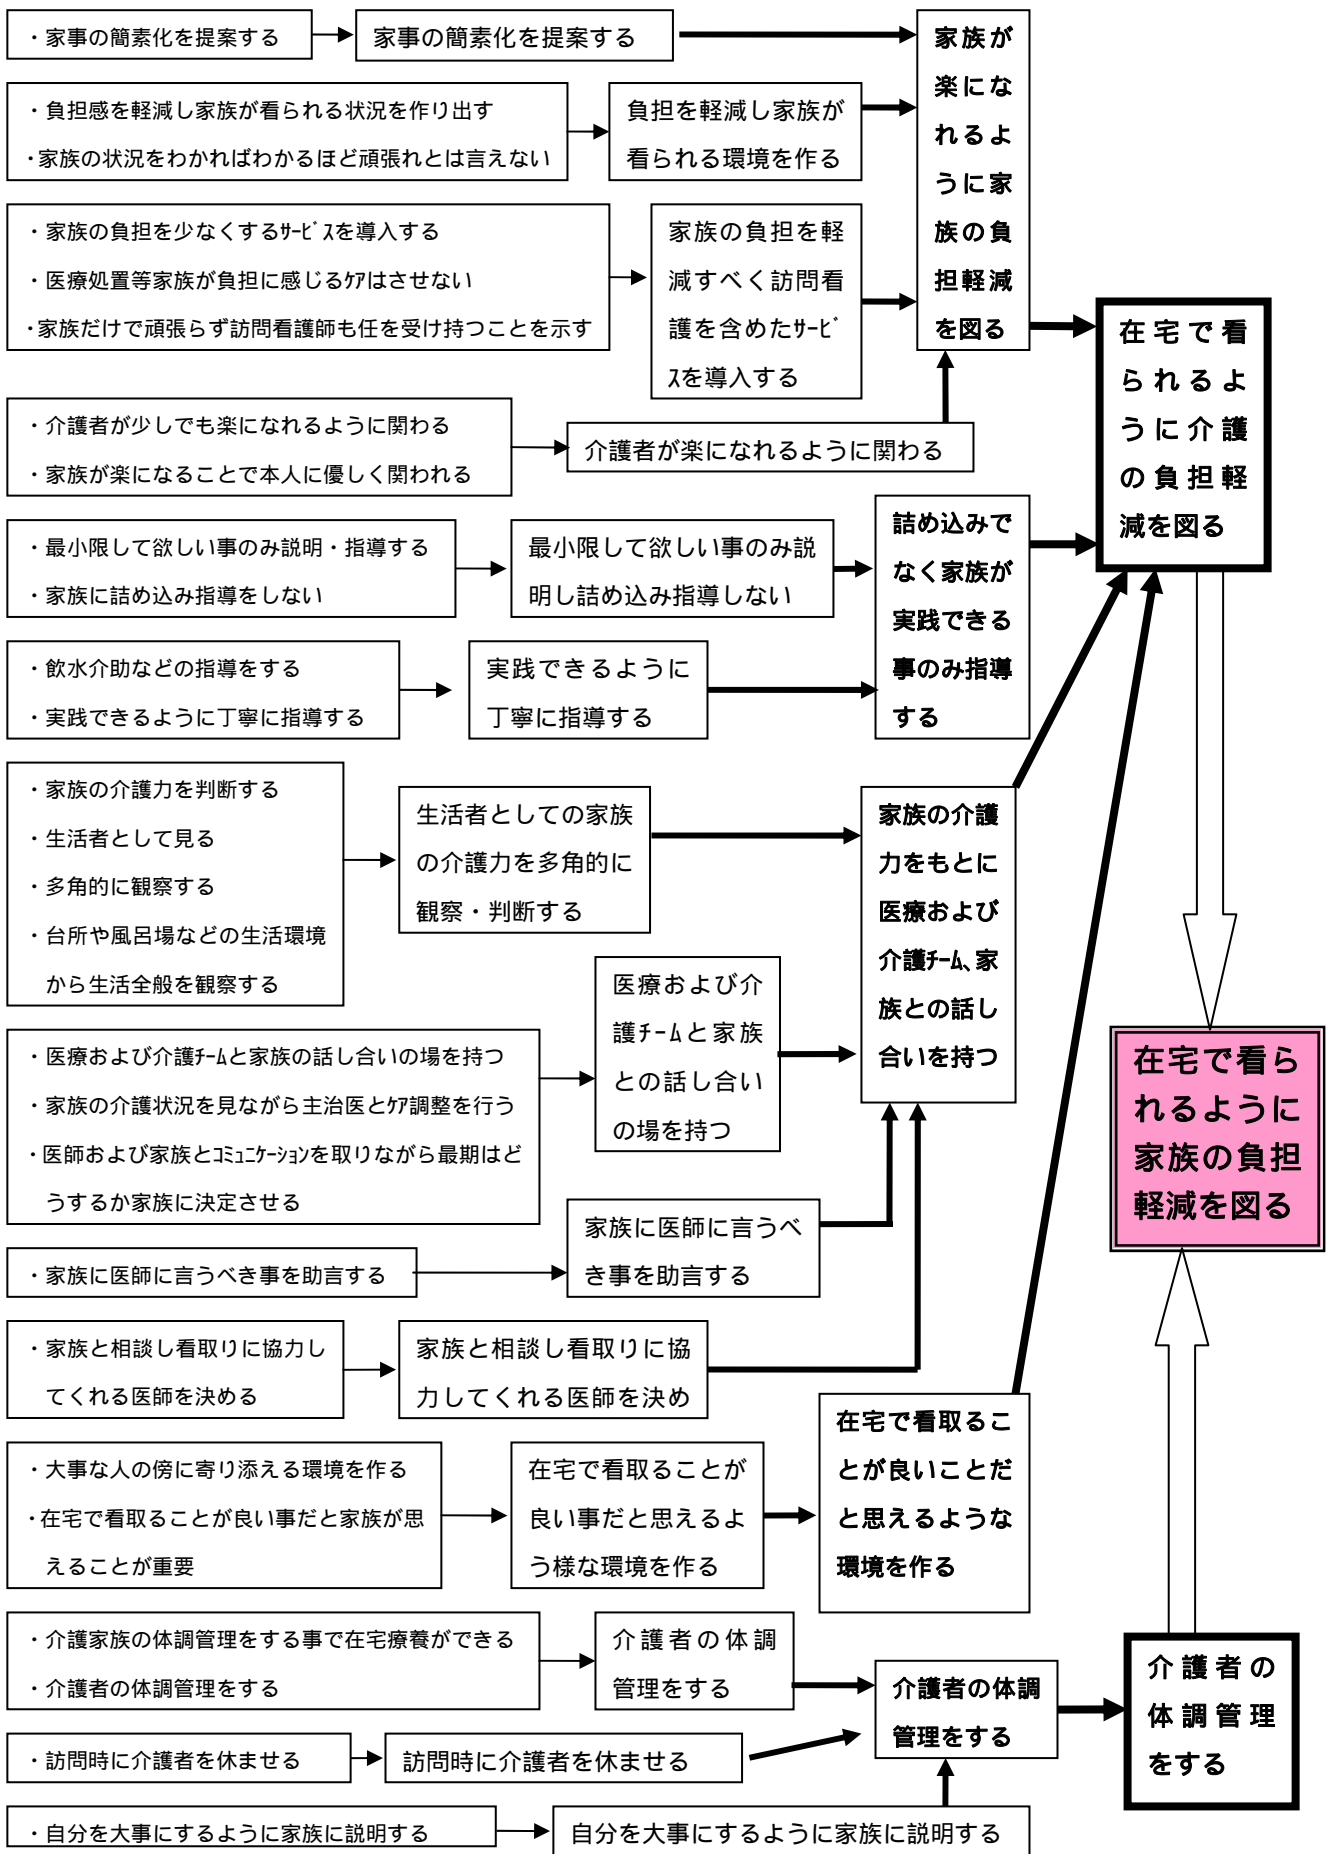 ・家事の簡素化を提案する
家事の簡素化を提案する
・負担感を軽減し家族が看られる状況を作り出す
・家族の状況をわかればわかるほど頑張れとは言えない
負担を軽減し家族が
看られる環境を作る
・家族の負担を少なくするｻｰﾋﾞｽを導入する
・医療処置等家族が負担に感じるｹｱはさせない
・家族だけで頑張らず訪問看護師も任を受け持つことを示す
家族の負担を軽
減すべく訪問看
護を含めたｻｰﾋﾞ
ｽを導入する
・介護者が少しでも楽になれるように関わる
・家族が楽になることで本人に優しく関われる
介護者が楽になれるように関わる
家族が
楽にな
れるよ
うに家
族の負
担軽減
を図る
・最小限して欲しい事のみ説明・指導する
・家族に詰め込み指導をしない
最小限して欲しい事のみ説
明し詰め込み指導しない
・飲水介助などの指導をする
・実践できるように丁寧に指導する
実践できるように
丁寧に指導する
詰め込みで
なく家族が
実践できる
事のみ指導
する
・家族の介護力を判断する
・生活者として見る
・多角的に観察する
・台所や風呂場などの生活環境
から生活全般を観察する
生活者としての家族
の介護力を多角的に
観察・判断する
・医療および介護ﾁｰﾑと家族の話し合いの場を持つ
・家族の介護状況を見ながら主治医とｹｱ調整を行う
・医師および家族とｺﾐｭﾆｹｰｼｮﾝを取りながら最期はど
うするか家族に決定させる
医療および介
護ﾁｰﾑと家族
との話し合い
の場を持つ
・家族に医師に言うべき事を助言する
家族に医師に言うべ
き事を助言する
・家族と相談し看取りに協力し
てくれる医師を決める
家族と相談し看取りに協
力してくれる医師を決め
家族の介護
力をもとに
医療および
介護ﾁｰﾑ、家
族との話し
合いを持つ
・大事な人の傍に寄り添える環境を作る
・在宅で看取ることが良い事だと家族が思
えることが重要
在宅で看取ることが
良い事だと思えるよ
う様な環境を作る
在宅で看取るこ
とが良いことだ
と思えるような
環境を作る
在宅で看
られるよ
うに介護
の負担軽
減を図る
・介護家族の体調管理をする事で在宅療養ができる
・介護者の体調管理をする
介護者の体調
管理をする
・訪問時に介護者を休ませる
訪問時に介護者を休ませる
・自分を大事にするように家族に説明する
自分を大事にするように家族に説明する
介護者の体調
管理をする
介護者の
体調管理
をする
在宅で看ら
れるように
家族の負担
軽減を図る